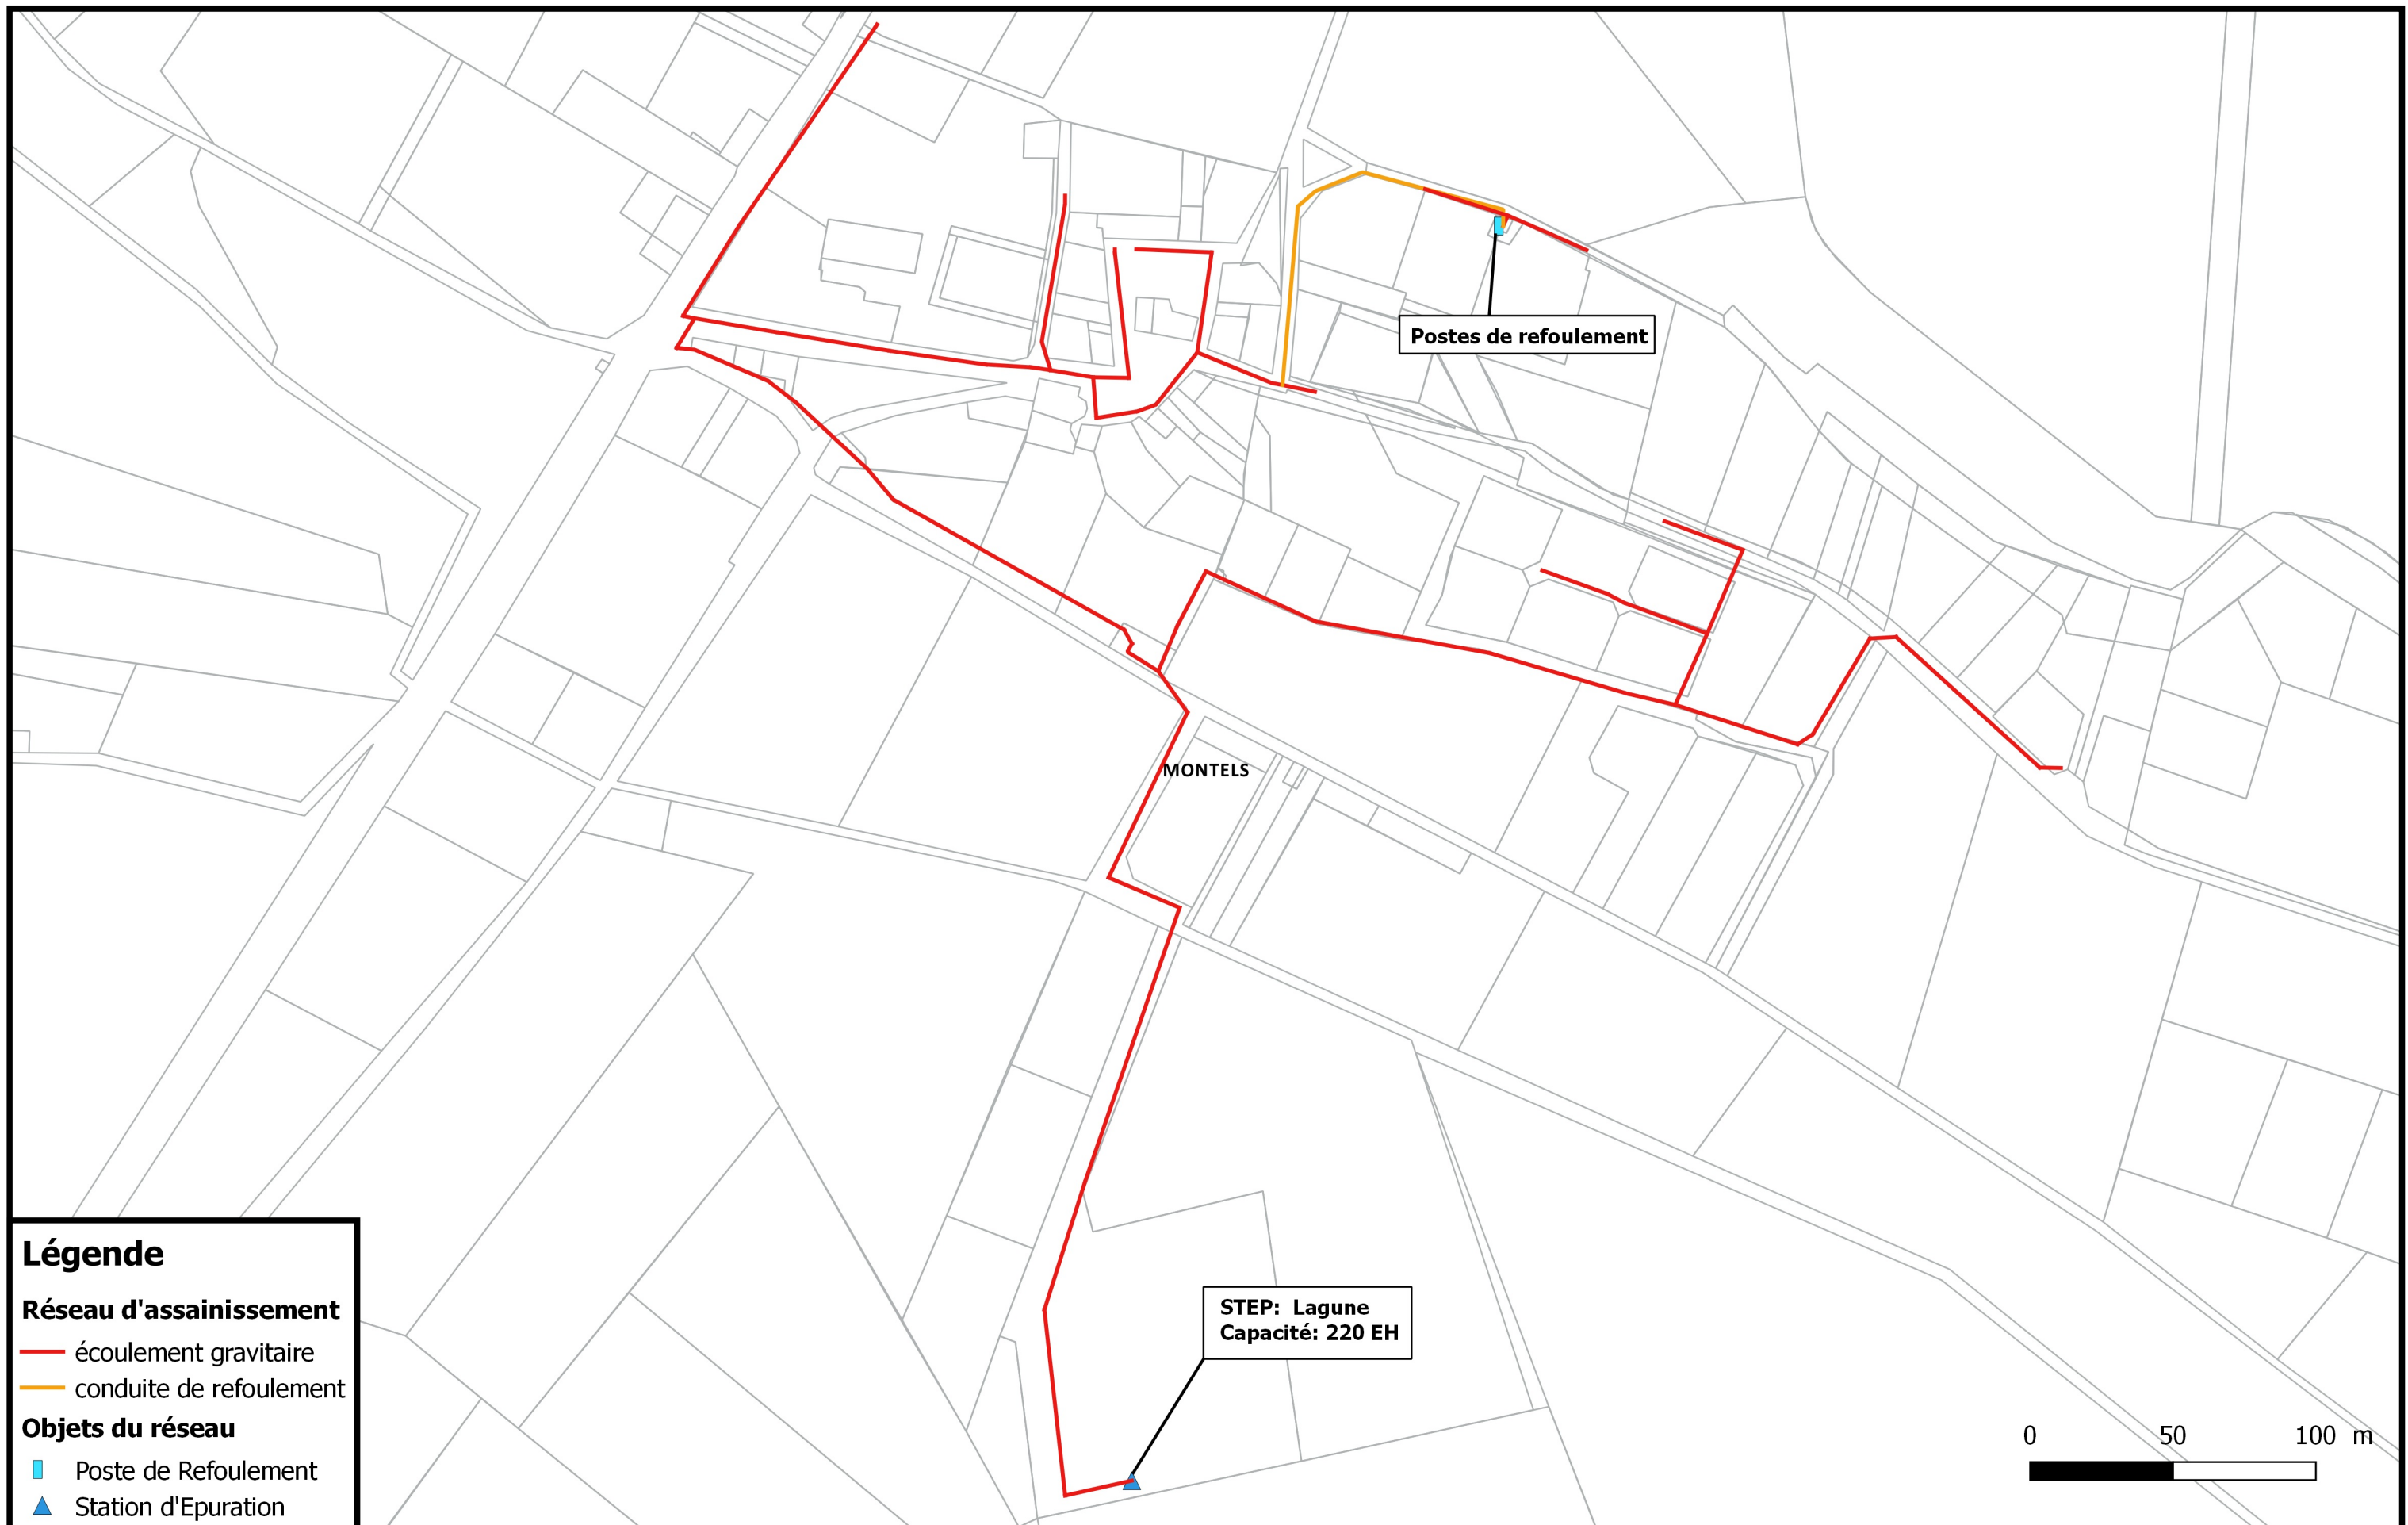 Postes de refoulement
MONTELS
STEP: Lagune
Capacité: 220 EH
Légende
Réseau d'assainissement
écoulement gravitaire
conduite de refoulement
Objets du réseau
Poste de Refoulement
Station d'Epuration
0 50 100 m